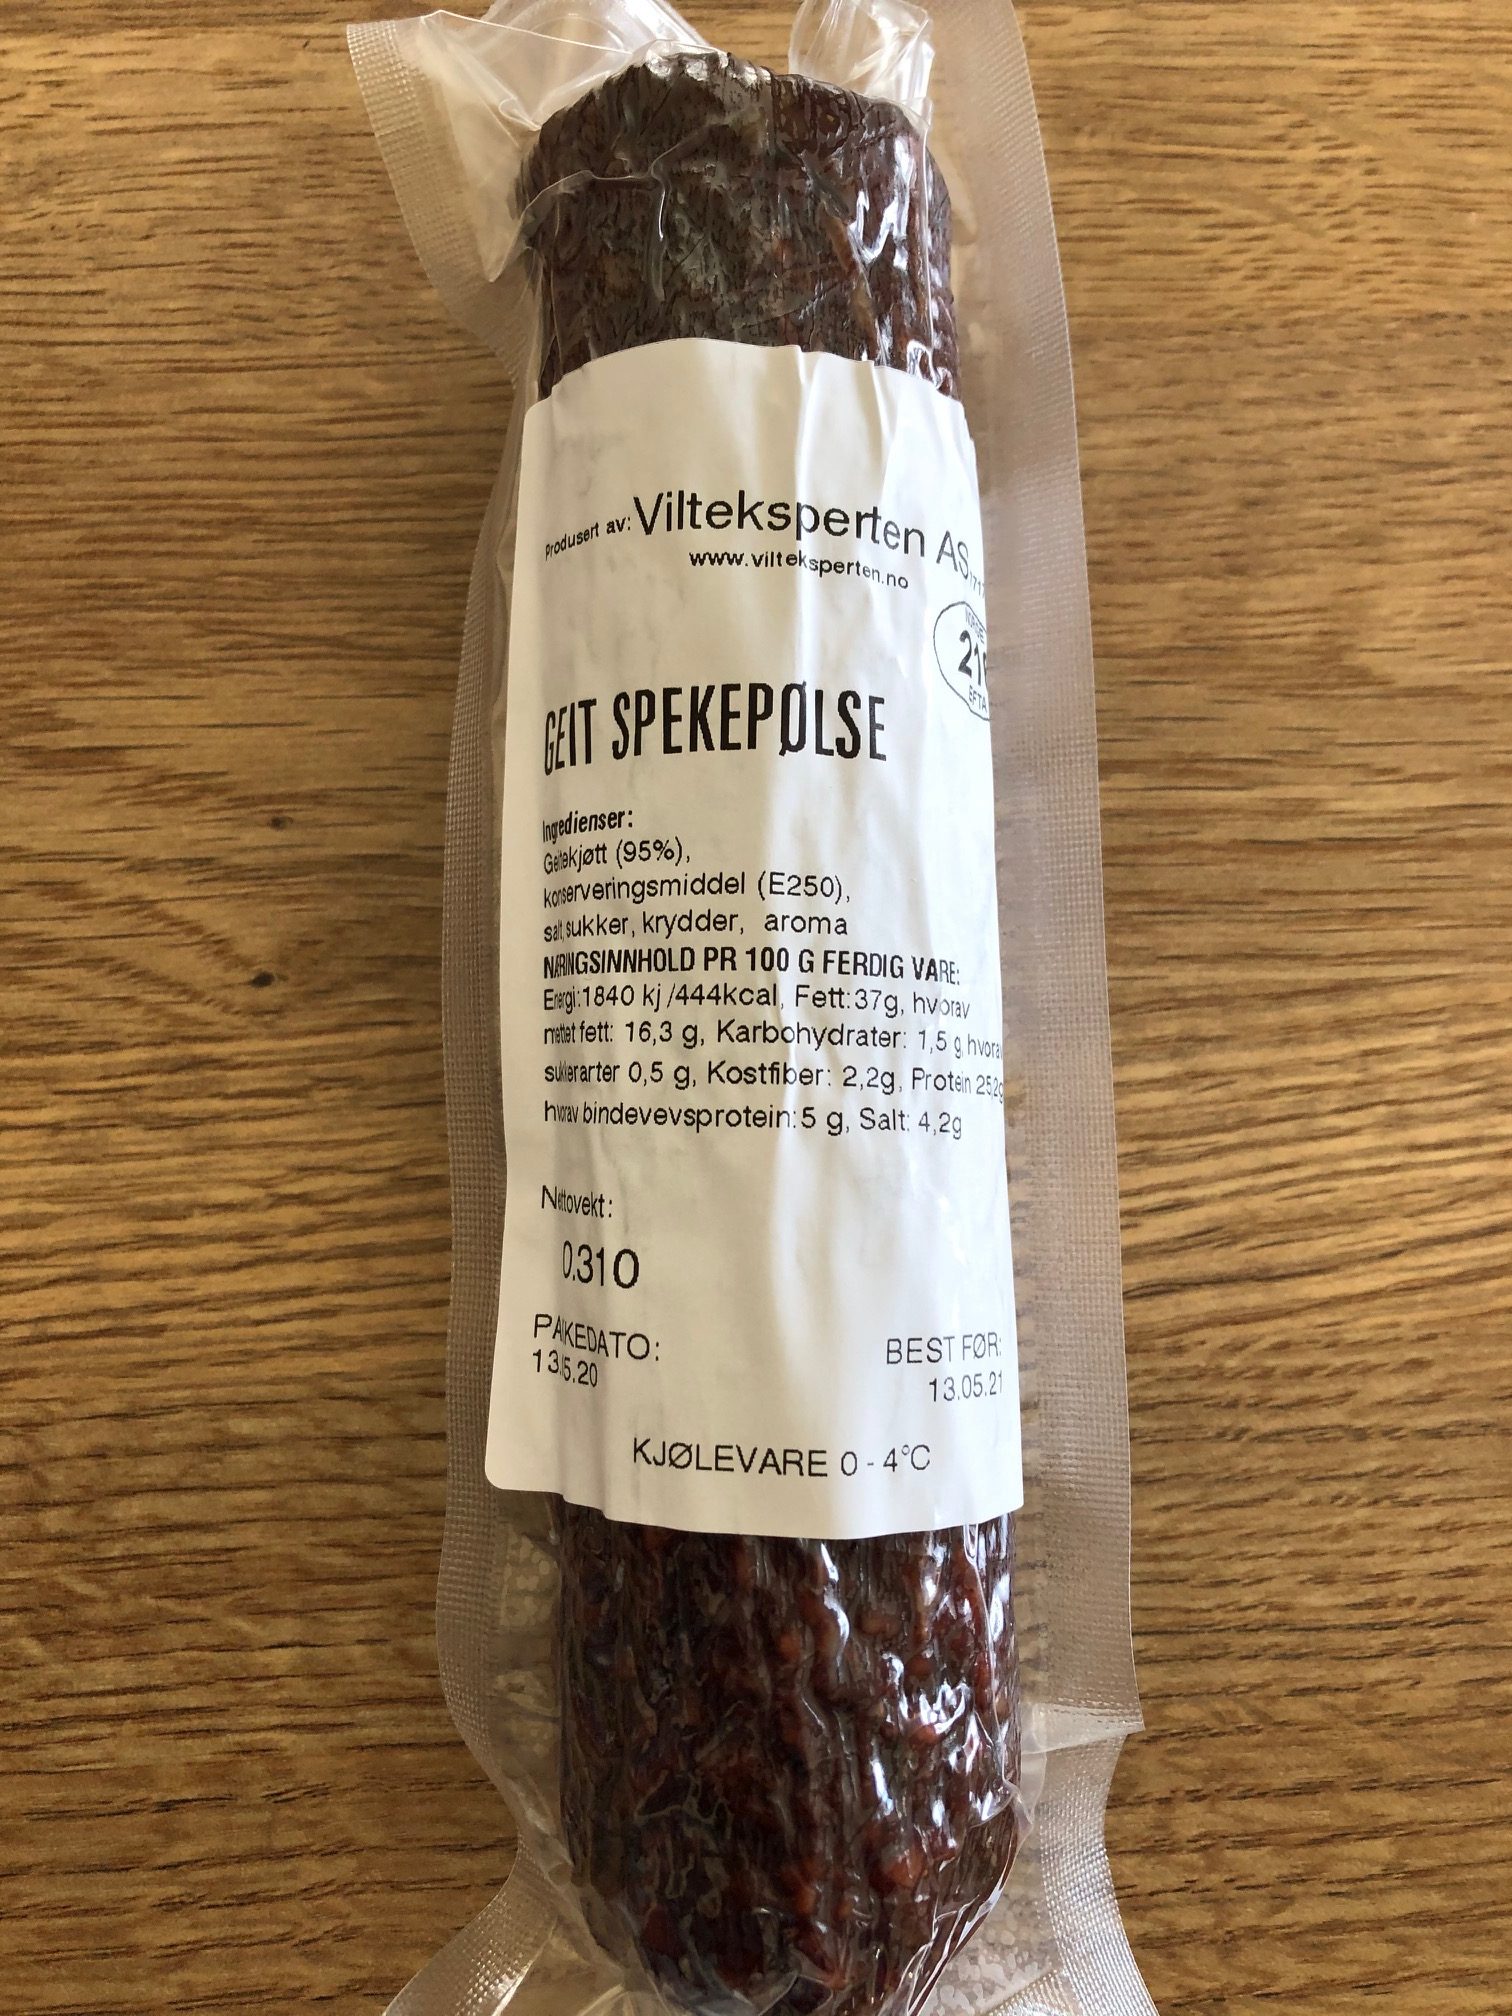 Produsert av: Vilteksperten AS
www.vilteksperten.no
NORGE
EFTA
GEIT SPEKEPØLSE
Ingredienser:
Geitekjøtt (95%),
konserveringsmiddel (E250),
salt, sukker, krydder, aroma
NÆRINGSINNHOLD PR 100 G FERDIG VARE:
Energi:1840 kj /444kcal, Fett:37g, hvorav
mettet fett: 16,3 g, Karbohydrater: 1,5 g, hvorav
sukkerarter 0,5 g, Kostfiber: 2,2g, Protein 25,2g
hvorav bindevevsprotein:5 g, Salt: 4,2g
Nettovekt:
0.310
PAKKEDATO:
13.05.20
BEST FØR:
13.05.21
KJØLEVARE 0 - 4°C